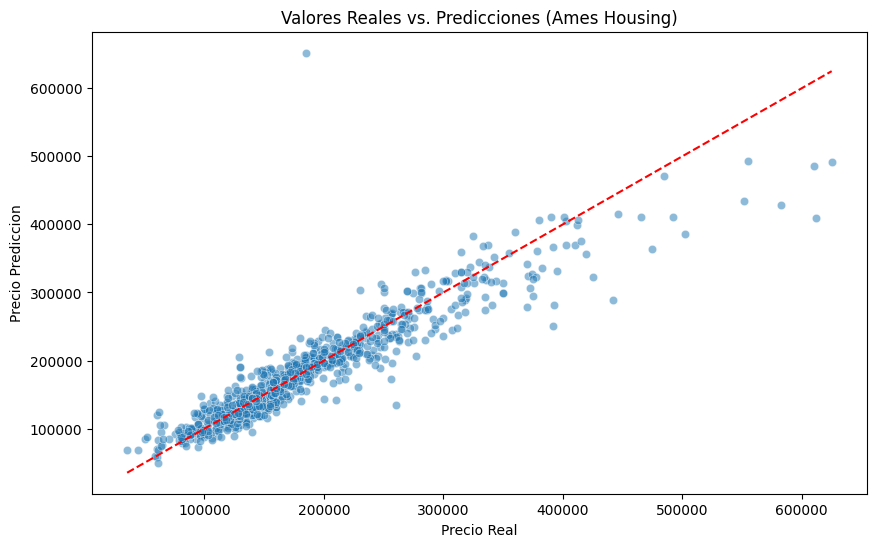 Valores Reales vs. Predicciones (Ames Housing)
600000
500000
400000
300000
200000
100000
Precio Prediccion
100000 200000 300000 400000 500000 600000
Precio Real